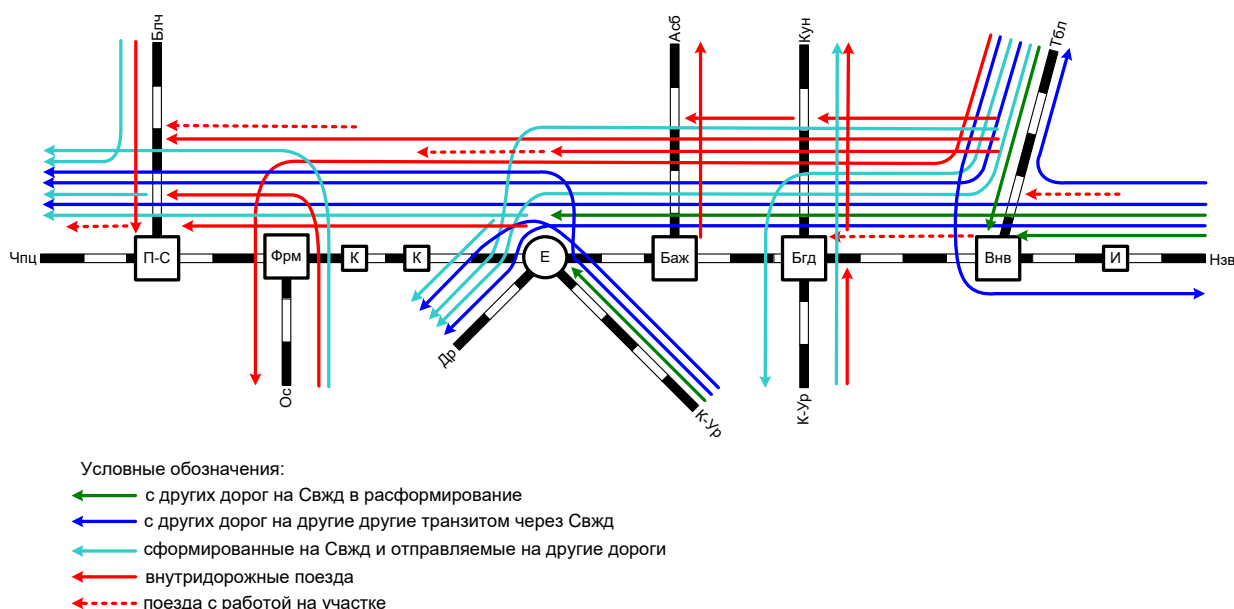 Блч
Асб
Кун
Тбл
Чпц
П-С
Фрм
К
К
Е
Баж
Бгд
Внв
И
Нзв
Ос
Др
К-Ур
К-Ур
Условные обозначения:
с других дорог на Свжд в расформирование
с других дорог на другие другие транзитом через Свжд
сформированные на Свжд и отправляемые на другие дороги
внутридорожные поезда
поезда с работой на участке